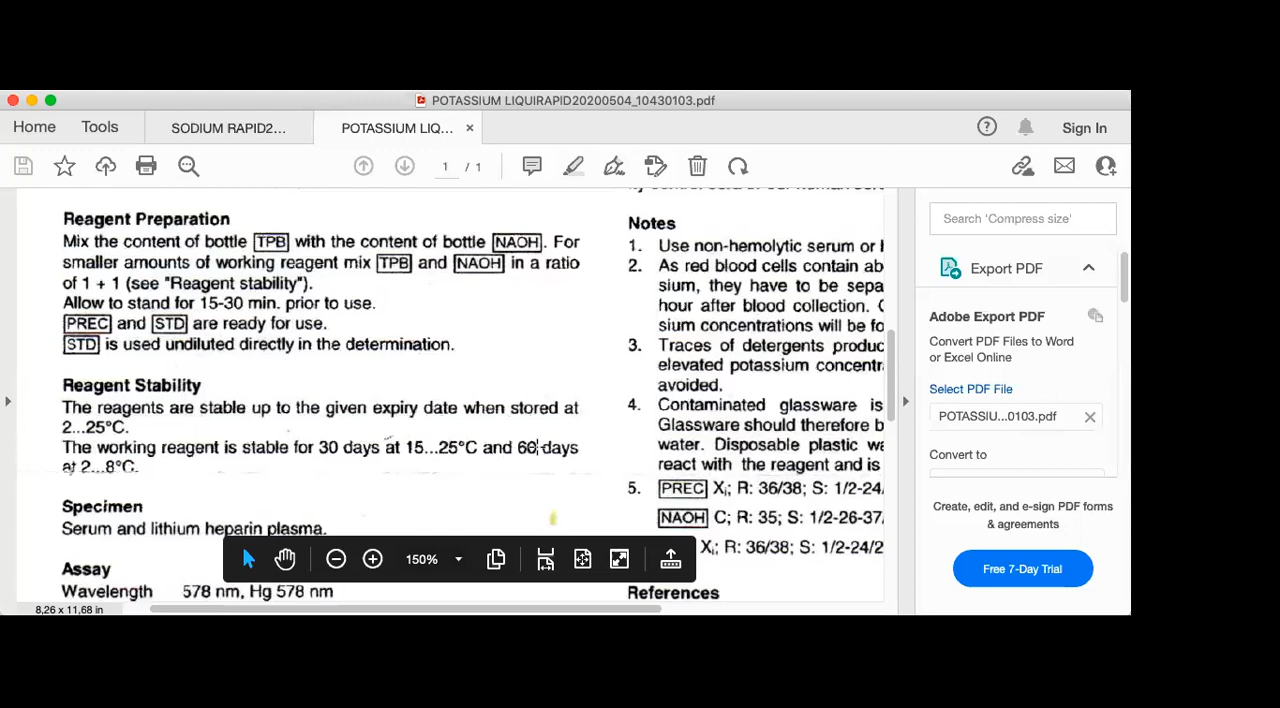 POTASSIUM LIQUIRAPID20200504_10430103.pdf
Home Tools SODIUM RAPID2... POTASSIUM LIQ... × Sign In
1 / 1
Reagent Preparation
Mix the content of bottle TPB with the content of bottle NAOH. For
smaller amounts of working reagent mix TPB and NAOH in a ratio
of 1 + 1 (see "Reagent stability").
Allow to stand for 15-30 min. prior to use.
PREC and STD are ready for use.
STD is used undiluted directly in the determination.
Reagent Stability
The reagents are stable up to the given expiry date when stored at
2...25°C.
The working reagent is stable for 30 days at 15...25°C and 60 days
at 2...8°C.
Specimen
Serum and lithium heparin plasma.
Assay
Wavelength 578 nm, Hg 578 nm
Notes
1. Use non-hemolytic serum or
2. As red blood cells contain ab
sium, they have to be sepa
hour after blood collection.
sium concentrations will be fo
3. Traces of detergents produc
elevated potassium concentr
avoided.
4. Contaminated glassware is
Glassware should therefore b
water. Disposable plastic wa
react with the reagent and is
5. PREC Xi; R: 36/38; S: 1/2-24/
NAOH C; R: 35; S: 1/2-26-37/
Xi; R: 36/38; S: 1/2-24/2
References
150%
8,26 x 11,68 in
Search 'Compress size'
Export PDF
Adobe Export PDF
Convert PDF Files to Word
or Excel Online
Select PDF File
POTASSIU...0103.pdf
Convert to
Create, edit, and e-sign PDF forms
& agreements
Free 7-Day Trial